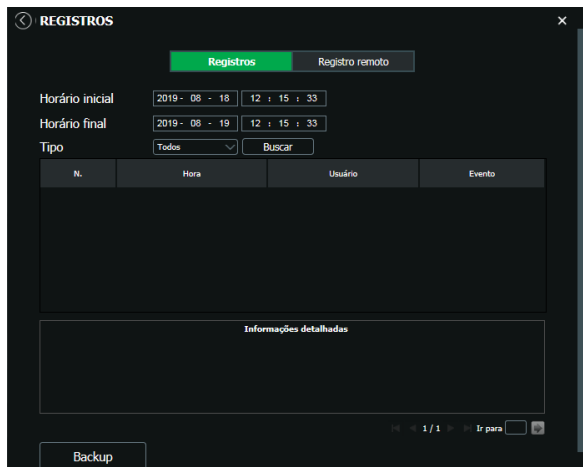 REGISTROS
Registros Registro remoto
Horário inicial 2019 - 08 - 18 12 : 15 : 33
Horário final 2019 - 08 - 19 12 : 15 : 33
Tipo Todos Buscar
N. Hora Usuário Evento
Informações detalhadas
1 / 1 Ir para
Backup